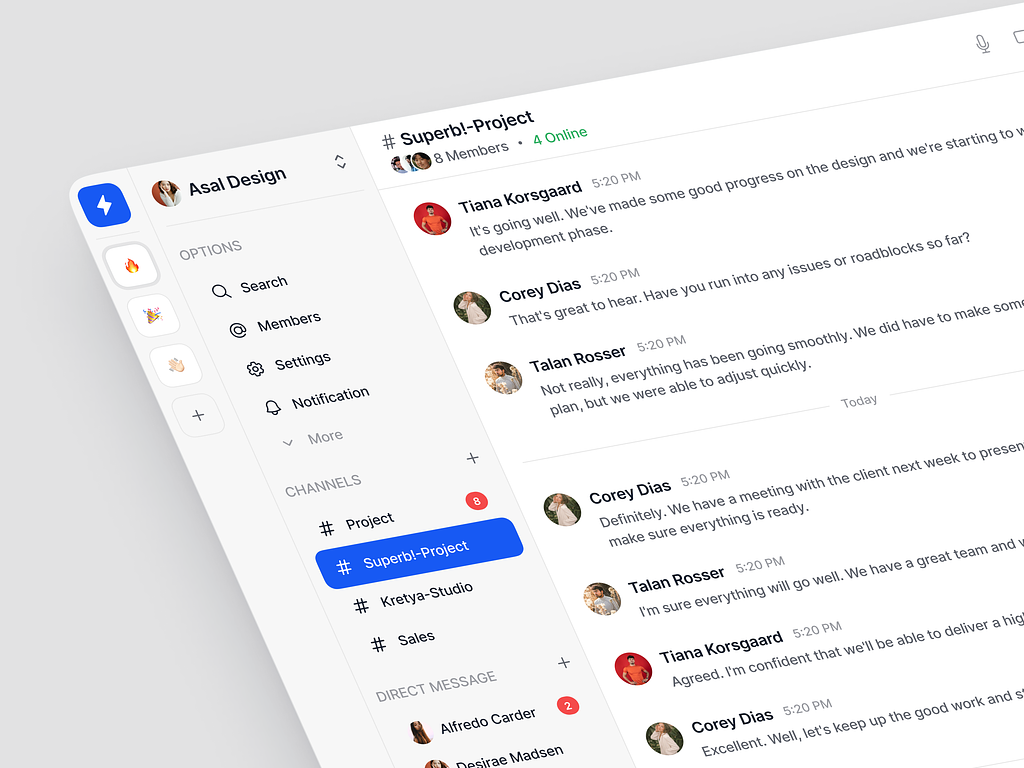 Asal Design
OPTIONS
Search
Members
Settings
Notification
More
CHANNELS
Project
8
# Superb!-Project
# Kretya-Studio
# Sales
DIRECT MESSAGE
Alfredo Carder
2
Desirae Madsen
# Superb!-Project
8 Members • 4 Online
Tiana Korsgaard 5:20 PM
It's going well. We've made some good progress on the design and we're starting to
development phase.
Corey Dias 5:20 PM
That's great to hear. Have you run into any issues or roadblocks so far?
Talan Rosser 5:20 PM
Not really, everything has been going smoothly. We did have to make some
plan, but we were able to adjust quickly.
Today
Corey Dias 5:20 PM
Definitely. We have a meeting with the client next week to present
make sure everything is ready.
Talan Rosser 5:20 PM
I'm sure everything will go well. We have a great team and
Tiana Korsgaard 5:20 PM
Agreed. I'm confident that we'll be able to deliver a
Corey Dias 5:20 PM
Excellent. Well, let's keep up the good work and